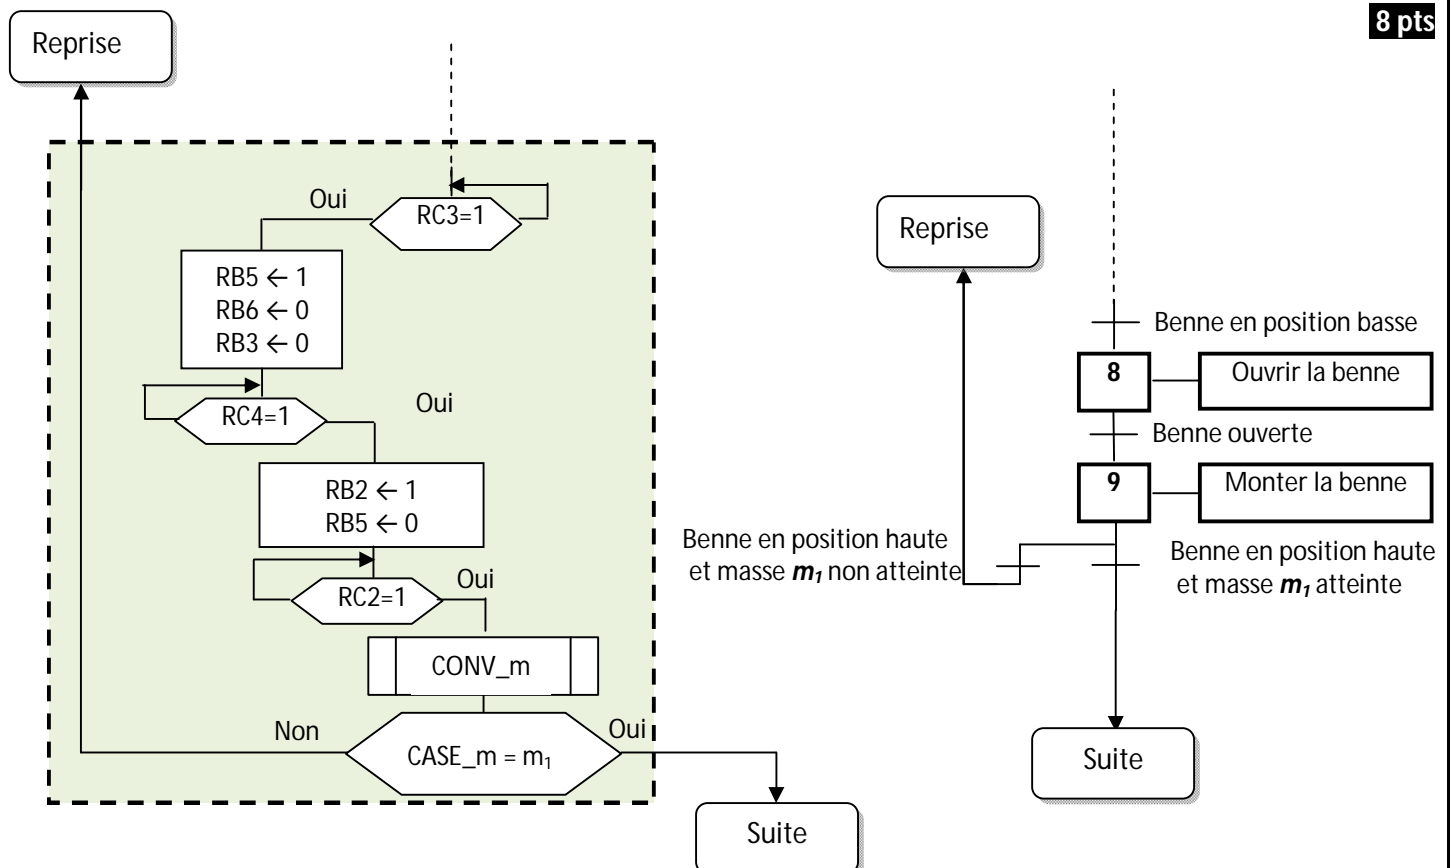 8 pts
Reprise
RC3=1
Oui
RB5 ← 1
RB6 ← 0
RB3 ← 0
RC4=1
Oui
RB2 ← 1
RB5 ← 0
RC2=1
Oui
CONV_m
CASE_m = m₁
Non
Oui
Suite
Reprise
Benne en position basse
8
Ouvrir la benne
Benne ouverte
9
Monter la benne
Benne en position haute
et masse m₁ non atteinte
Benne en position haute
et masse m₁ atteinte
Suite